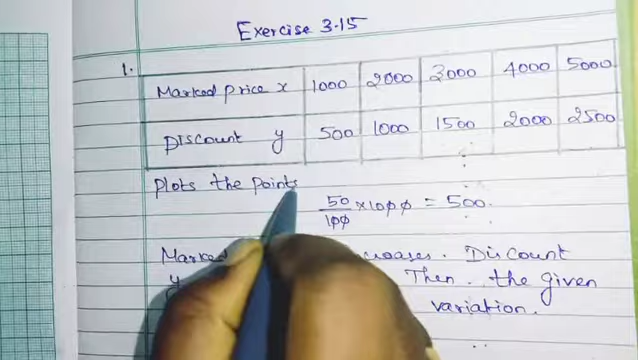 Exercise 3.15
1.
Marked price x 1000 2000 3000 4000 5000
Discount y 500 1000 1500 2000 2500
Plots the points
50/100 × 1000 = 500.
Marked creases. Discount
y Then. the given
variation.